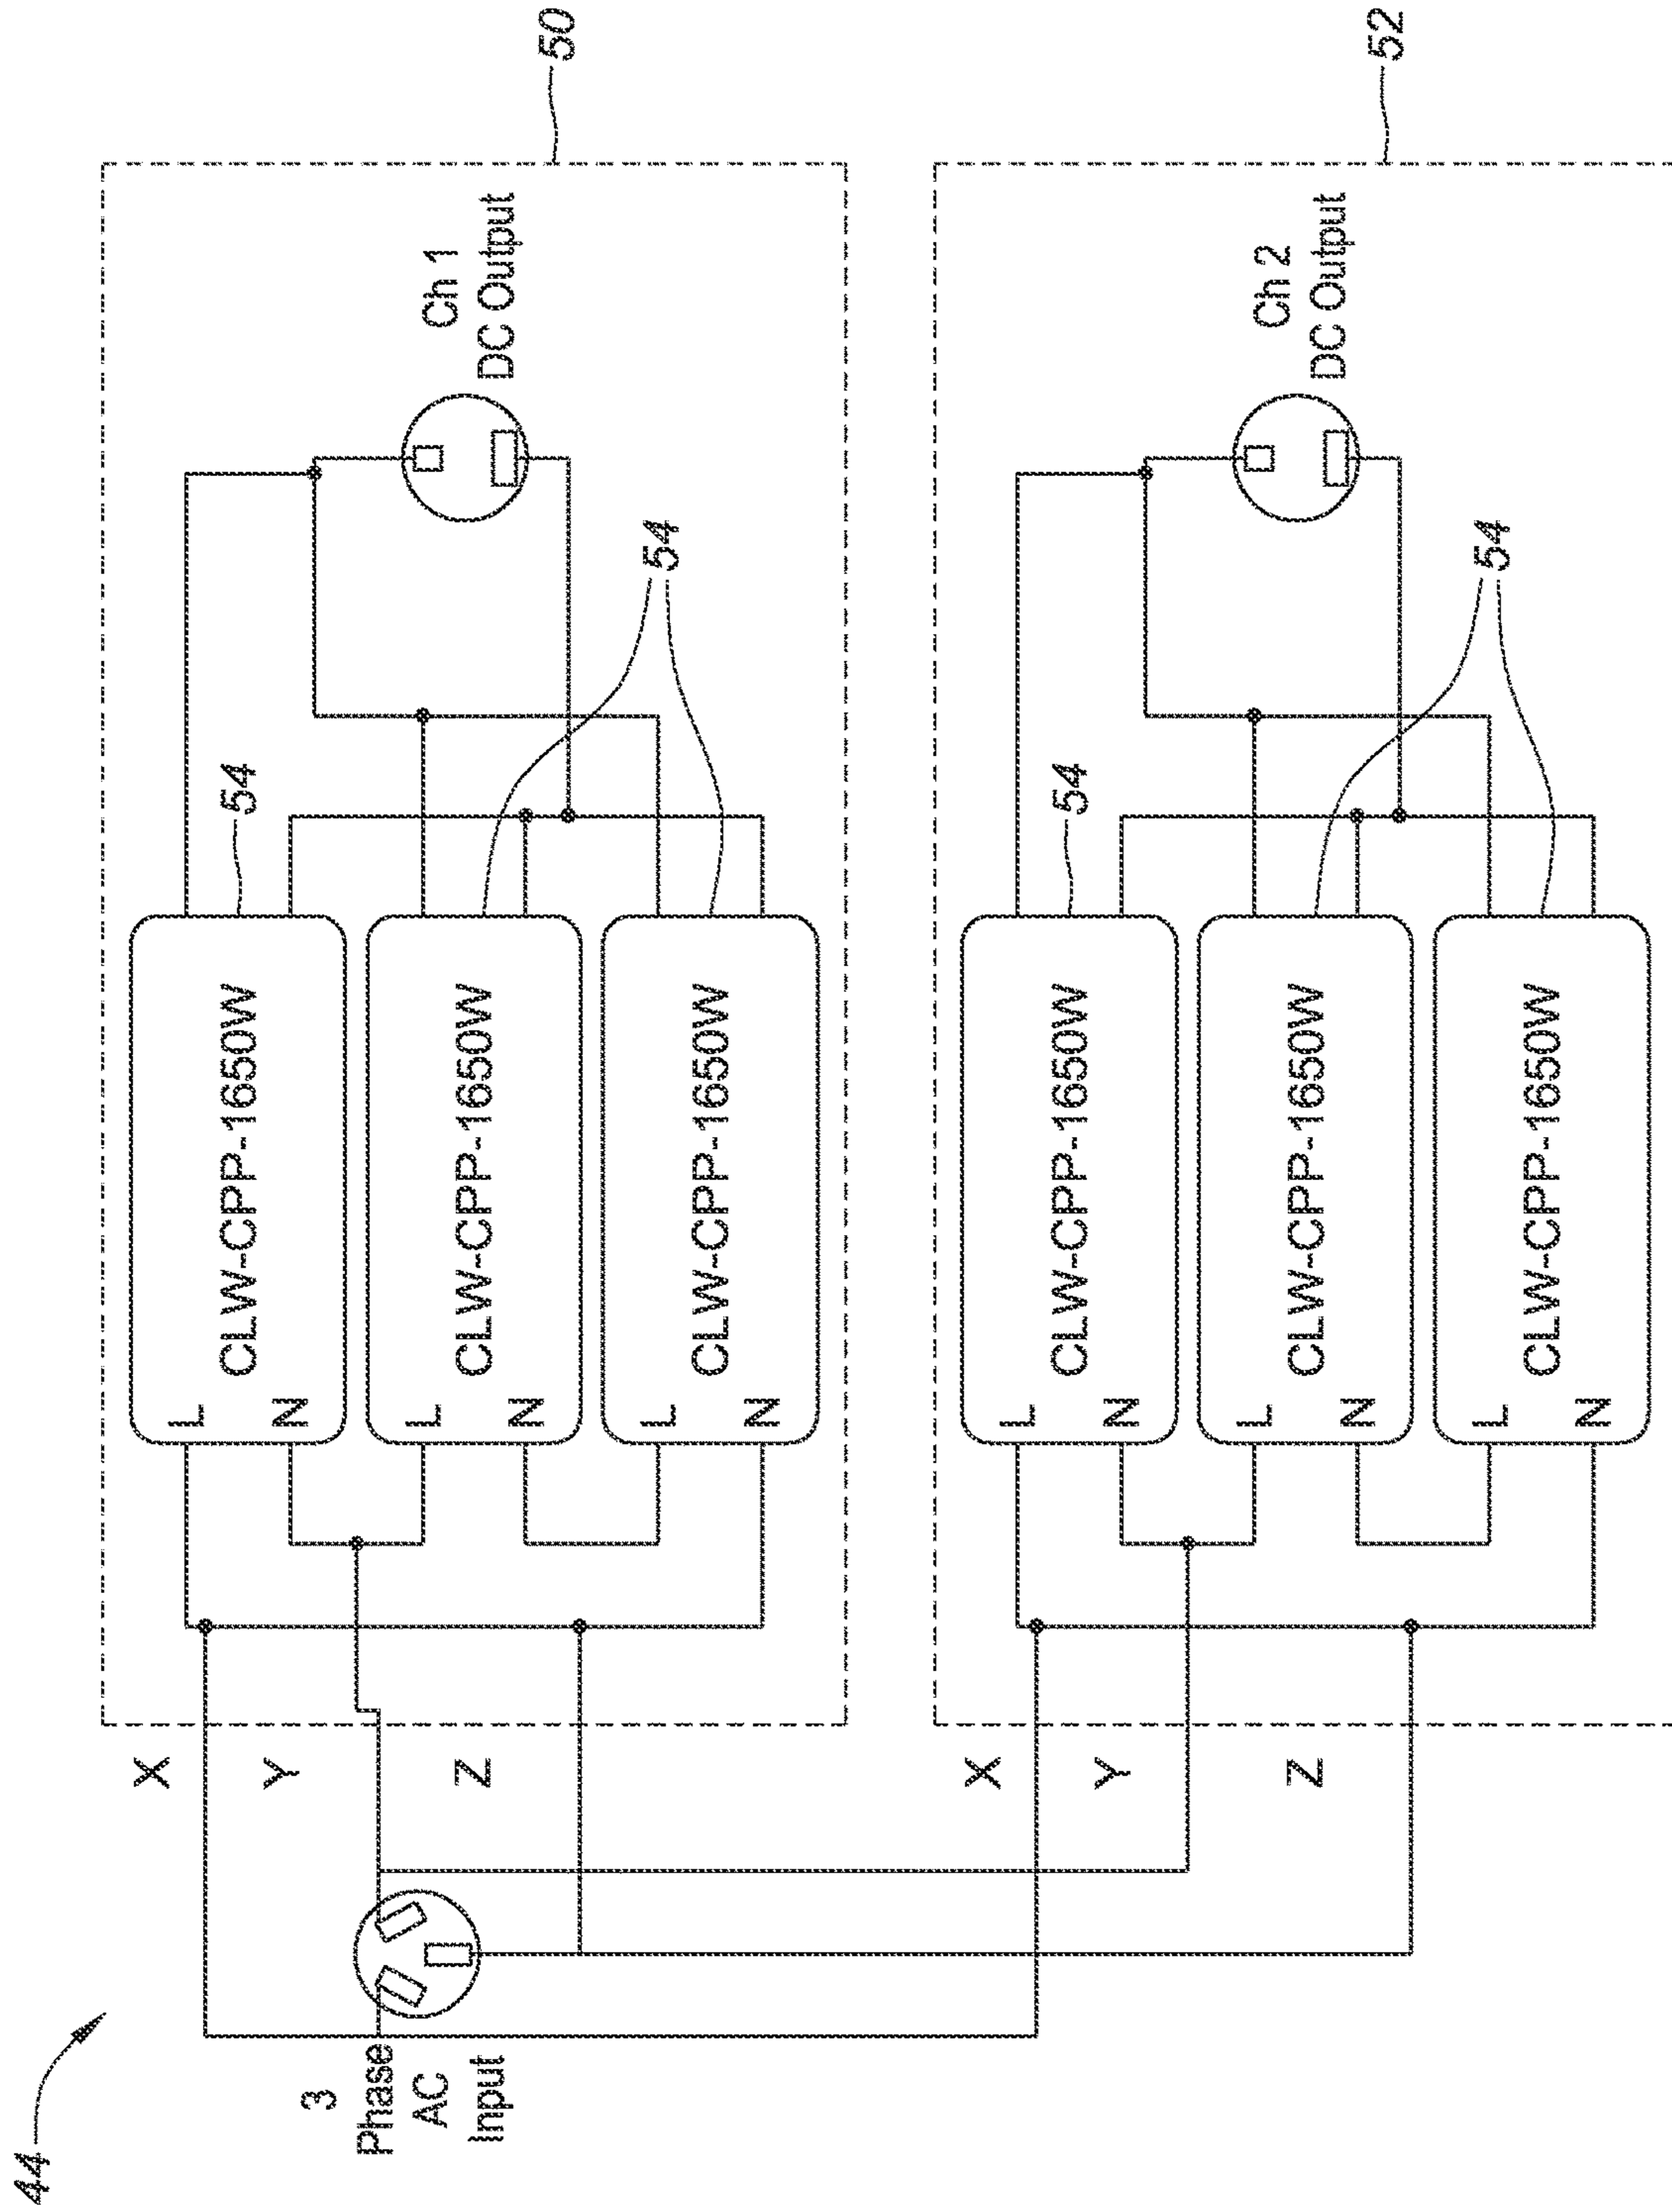 44
3
Phase
AC
Input
X
Y
Z
L
N
CLW-CPP-1650W
54
L
N
CLW-CPP-1650W
L
N
CLW-CPP-1650W
54
Ch 1
DC Output
50
X
Y
Z
L
N
CLW-CPP-1650W
54
L
N
CLW-CPP-1650W
L
N
CLW-CPP-1650W
54
Ch 2
DC Output
52